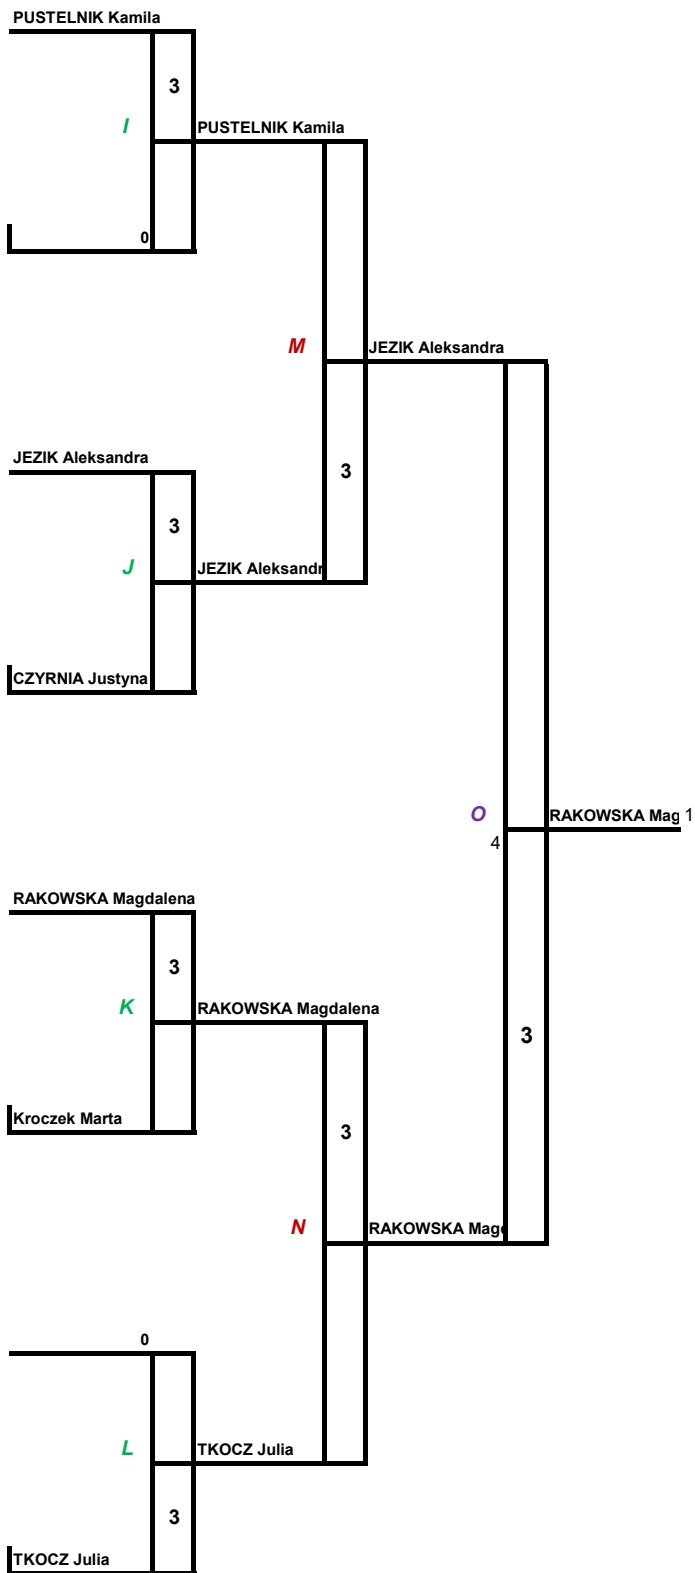 PUSTELNIK Kamila
3
I
PUSTELNIK Kamila
0
M
JEZIK Aleksandra
JEZIK Aleksandra
3
3
J
JEZIK Aleksandr
CZYRNIA Justyna
O
RAKOWSKA Mag 1
4
RAKOWSKA Magdalena
3
K
RAKOWSKA Magdalena
3
Kroczek Marta
3
N
RAKOWSKA Magd
0
L
TKOCZ Julia
3
TKOCZ Julia